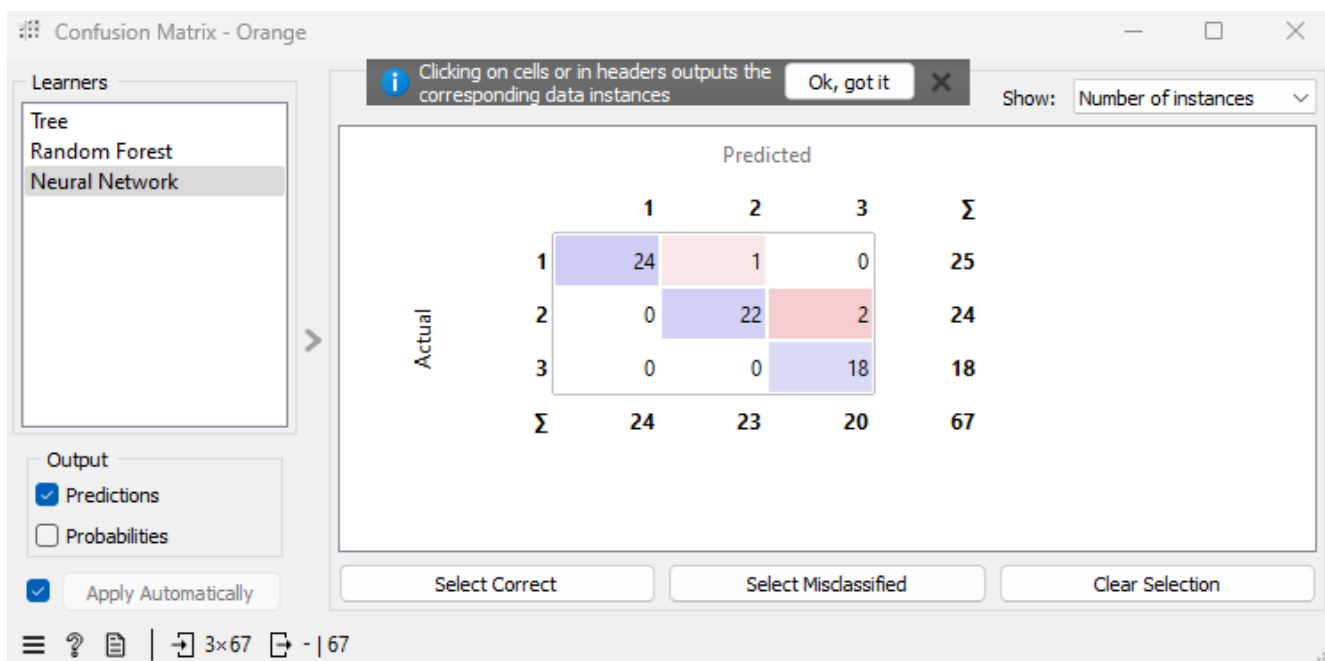 Confusion Matrix - Orange
Learners
Tree
Random Forest
Neural Network
Output
Predictions
Probabilities
Apply Automatically
Clicking on cells or in headers outputs the
corresponding data instances
Ok, got it
Show: Number of instances
Predicted
1 2 3 Σ
Actual
1 24 1 0 25
2 0 22 2 24
3 0 0 18 18
Σ 24 23 20 67
Select Correct Select Misclassified Clear Selection
3×67 - | 67